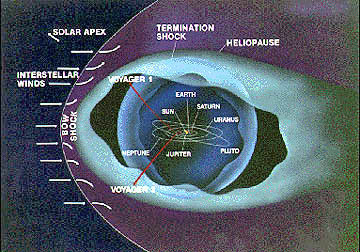 SOLAR APEX
TERMINATION
SHOCK
HELIOPAUSE
INTERSTELLAR
WINDS
VOYAGER 1
EARTH
SUN
SATURN
URANUS
BOW
SHOCK
NEPTUNE
JUPITER
PLUTO
VOYAGER 2